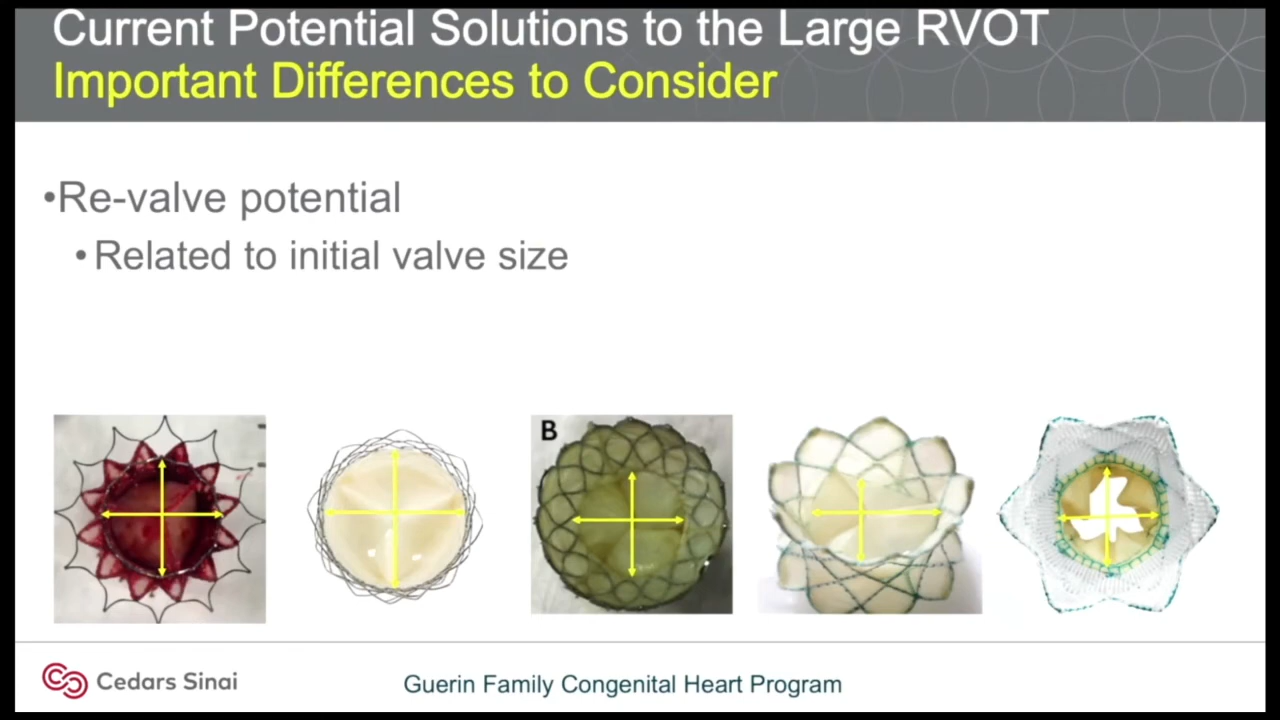 Current Potential Solutions to the Large RVOT
Important Differences to Consider
•Re-valve potential
•Related to initial valve size
B
Cedars Sinai
Guerin Family Congenital Heart Program